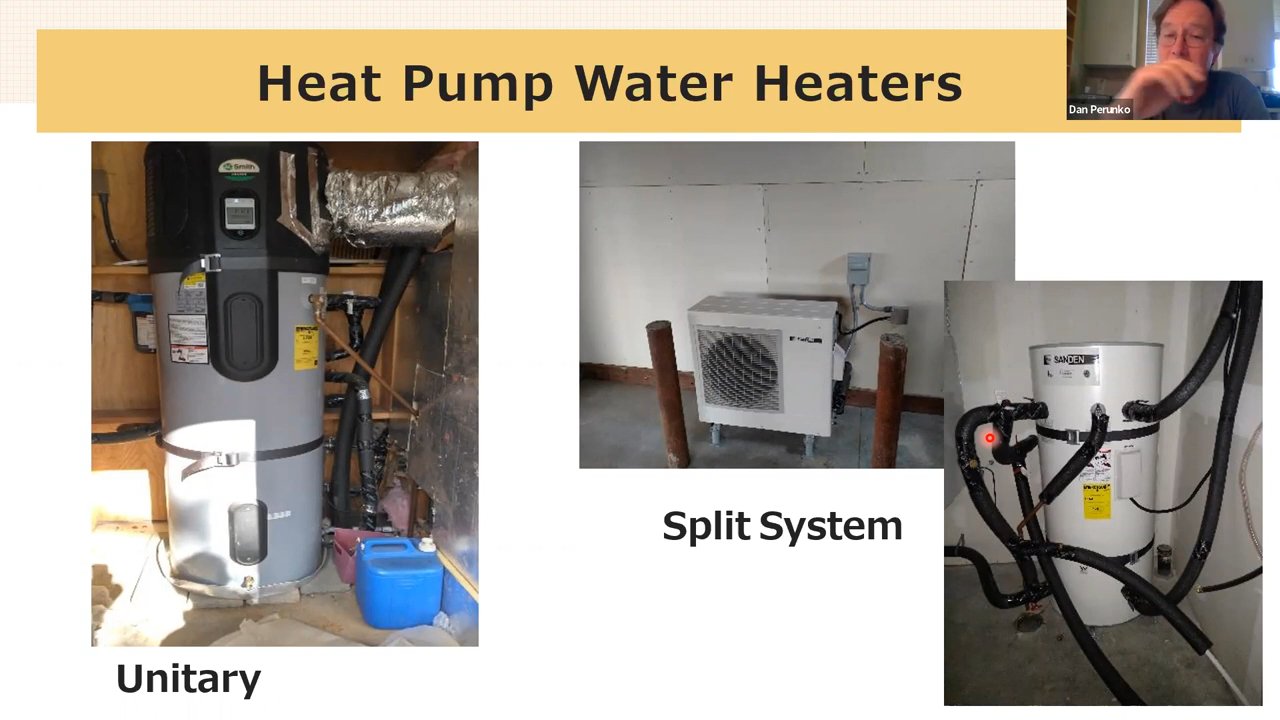 Heat Pump Water Heaters
Dan Perunko
Smith
SANDEN
Split System
Unitary